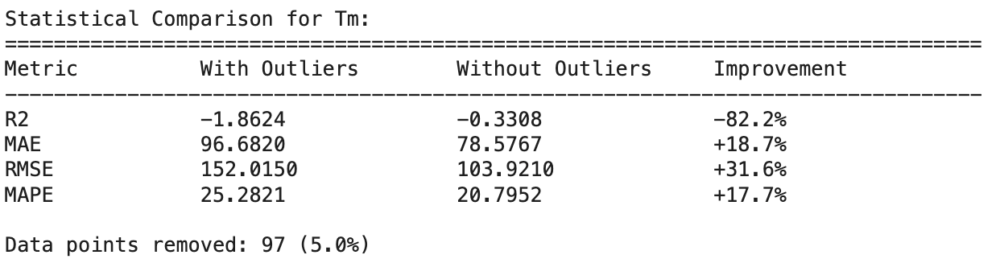 Statistical Comparison for Tm:
================================================================================
Metric          With Outliers        Without Outliers     Improvement
--------------------------------------------------------------------------------
R2              -1.8624              -0.3308              -82.2%
MAE             96.6820              78.5767              +18.7%
RMSE            152.0150             103.9210             +31.6%
MAPE            25.2821              20.7952              +17.7%
Data points removed: 97 (5.0%)